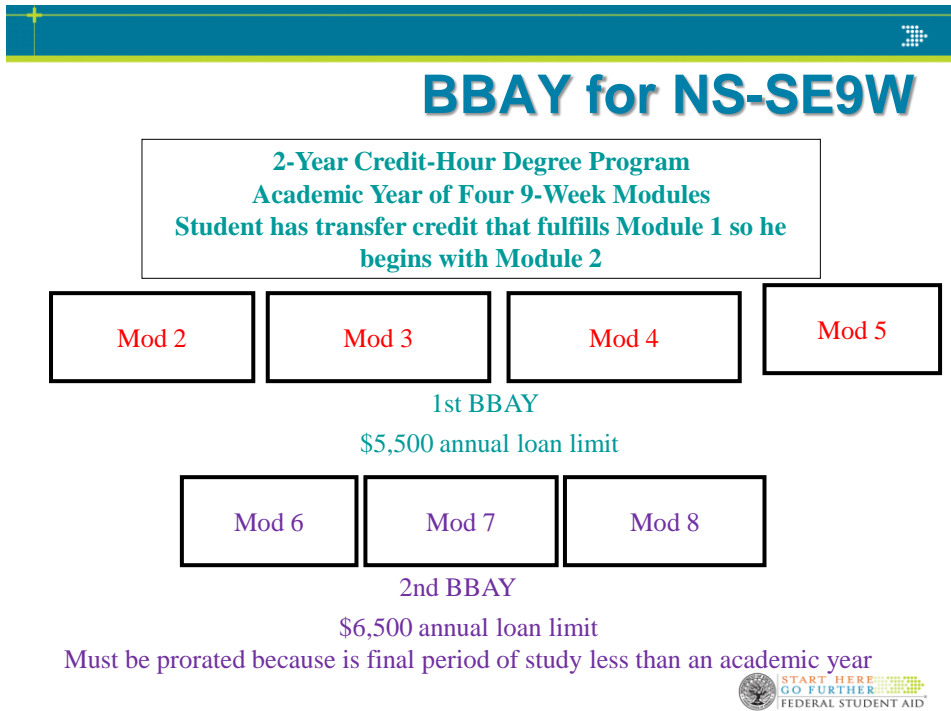 BBAY for NS-SE9W
2-Year Credit-Hour Degree Program
Academic Year of Four 9-Week Modules
Student has transfer credit that fulfills Module 1 so he
begins with Module 2
Mod 2
Mod 3
Mod 4
Mod 5
1st BBAY
$5,500 annual loan limit
Mod 6
Mod 7
Mod 8
2nd BBAY
$6,500 annual loan limit
Must be prorated because is final period of study less than an academic year
START HERE
GO FURTHER
FEDERAL STUDENT AID